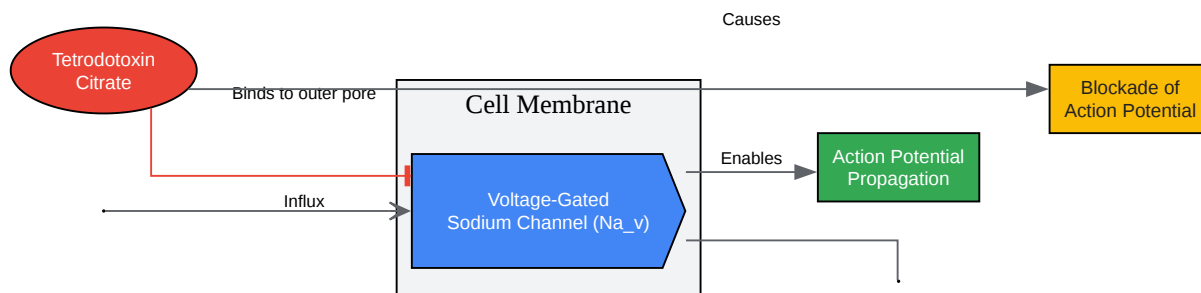 Causes
Tetrodotoxin
Citrate
Binds to outer pore
Cell Membrane
Blockade of
Action Potential
Enables
Action Potential
Propagation
Influx
Voltage-Gated
Sodium Channel (Na_v)